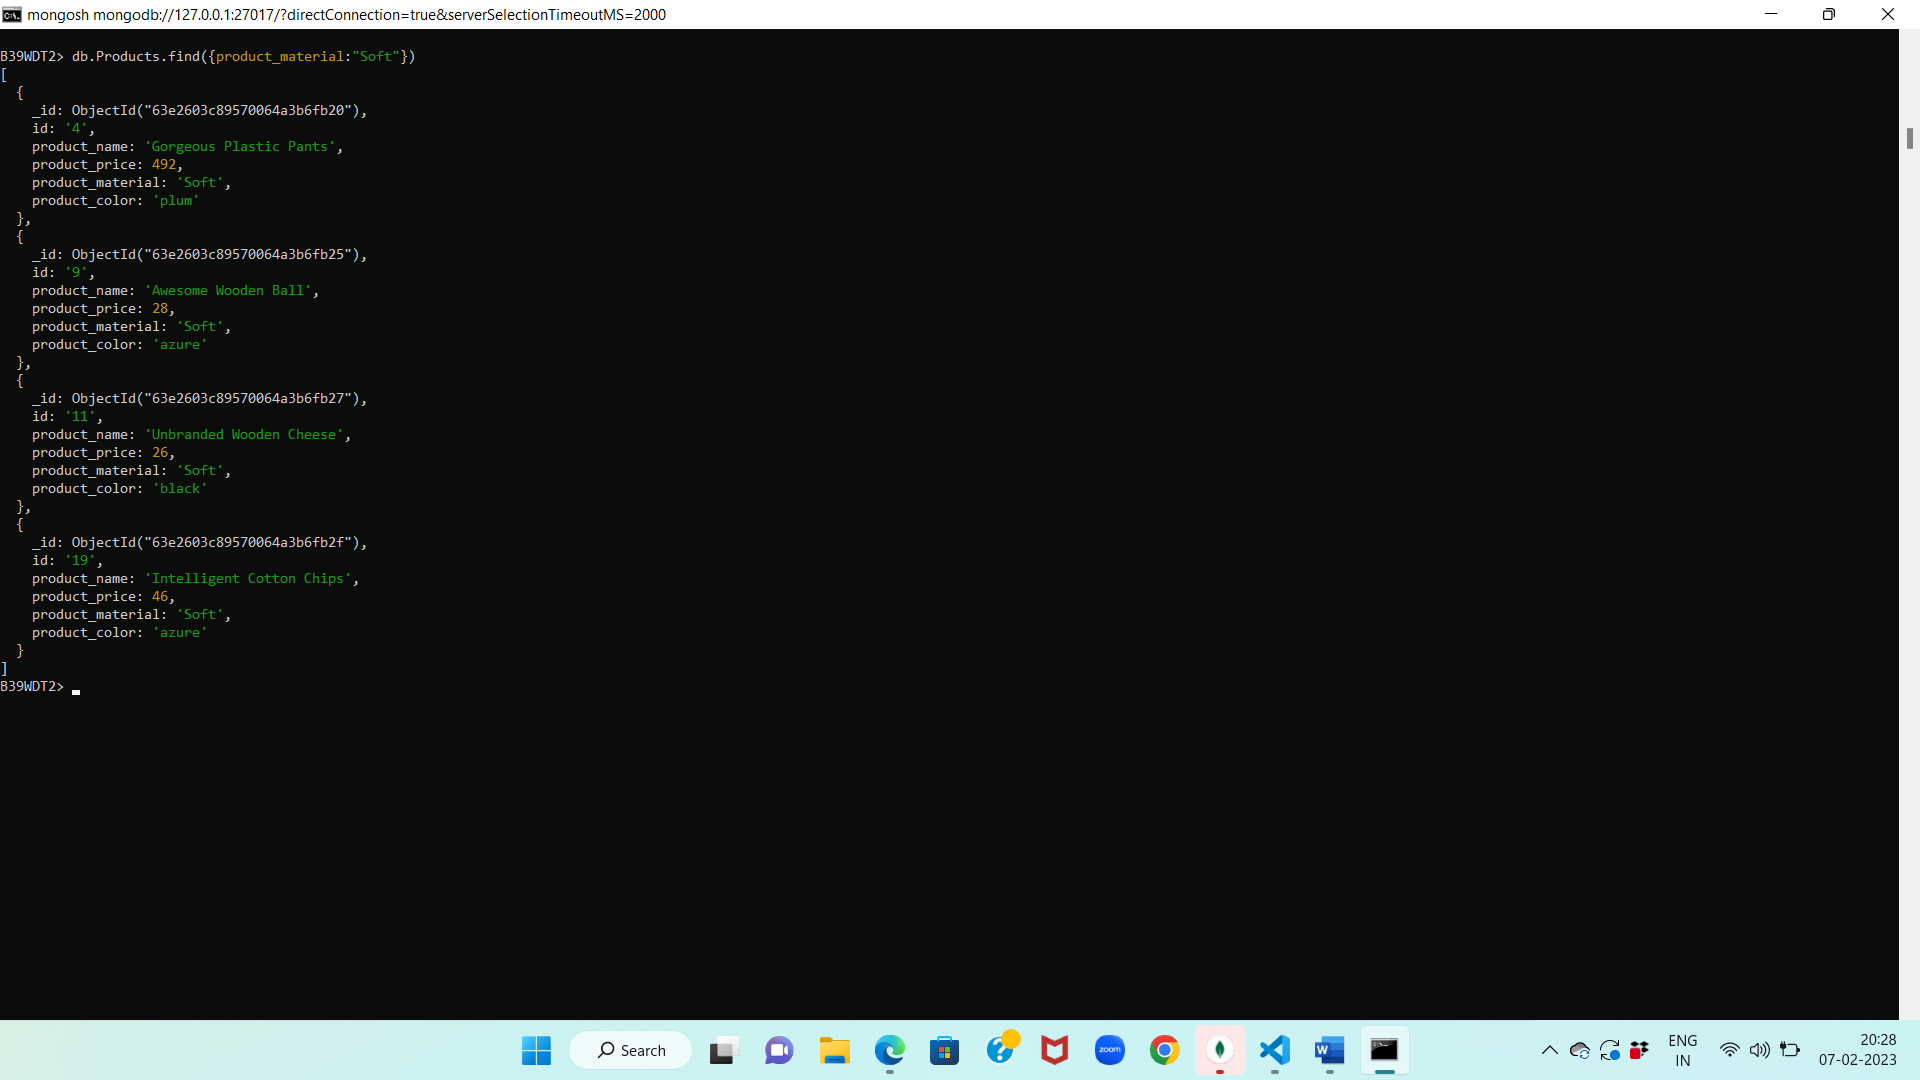 mongosh mongodb://127.0.0.1:27017/?directConnection=true&serverSelectionTimeoutMS=2000
B39WDT2> db.Products.find({product_material:"Soft"})
[
  {
    _id: ObjectId("63e2603c89570064a3b6fb20"),
    id: '4',
    product_name: 'Gorgeous Plastic Pants',
    product_price: 492,
    product_material: 'Soft',
    product_color: 'plum'
  },
  {
    _id: ObjectId("63e2603c89570064a3b6fb25"),
    id: '9',
    product_name: 'Awesome Wooden Ball',
    product_price: 28,
    product_material: 'Soft',
    product_color: 'azure'
  },
  {
    _id: ObjectId("63e2603c89570064a3b6fb27"),
    id: '11',
    product_name: 'Unbranded Wooden Cheese',
    product_price: 26,
    product_material: 'Soft',
    product_color: 'black'
  },
  {
    _id: ObjectId("63e2603c89570064a3b6fb2f"),
    id: '19',
    product_name: 'Intelligent Cotton Chips',
    product_price: 46,
    product_material: 'Soft',
    product_color: 'azure'
  }
]
B39WDT2>
Search
zoom
W
ENG
IN
20:28
07-02-2023